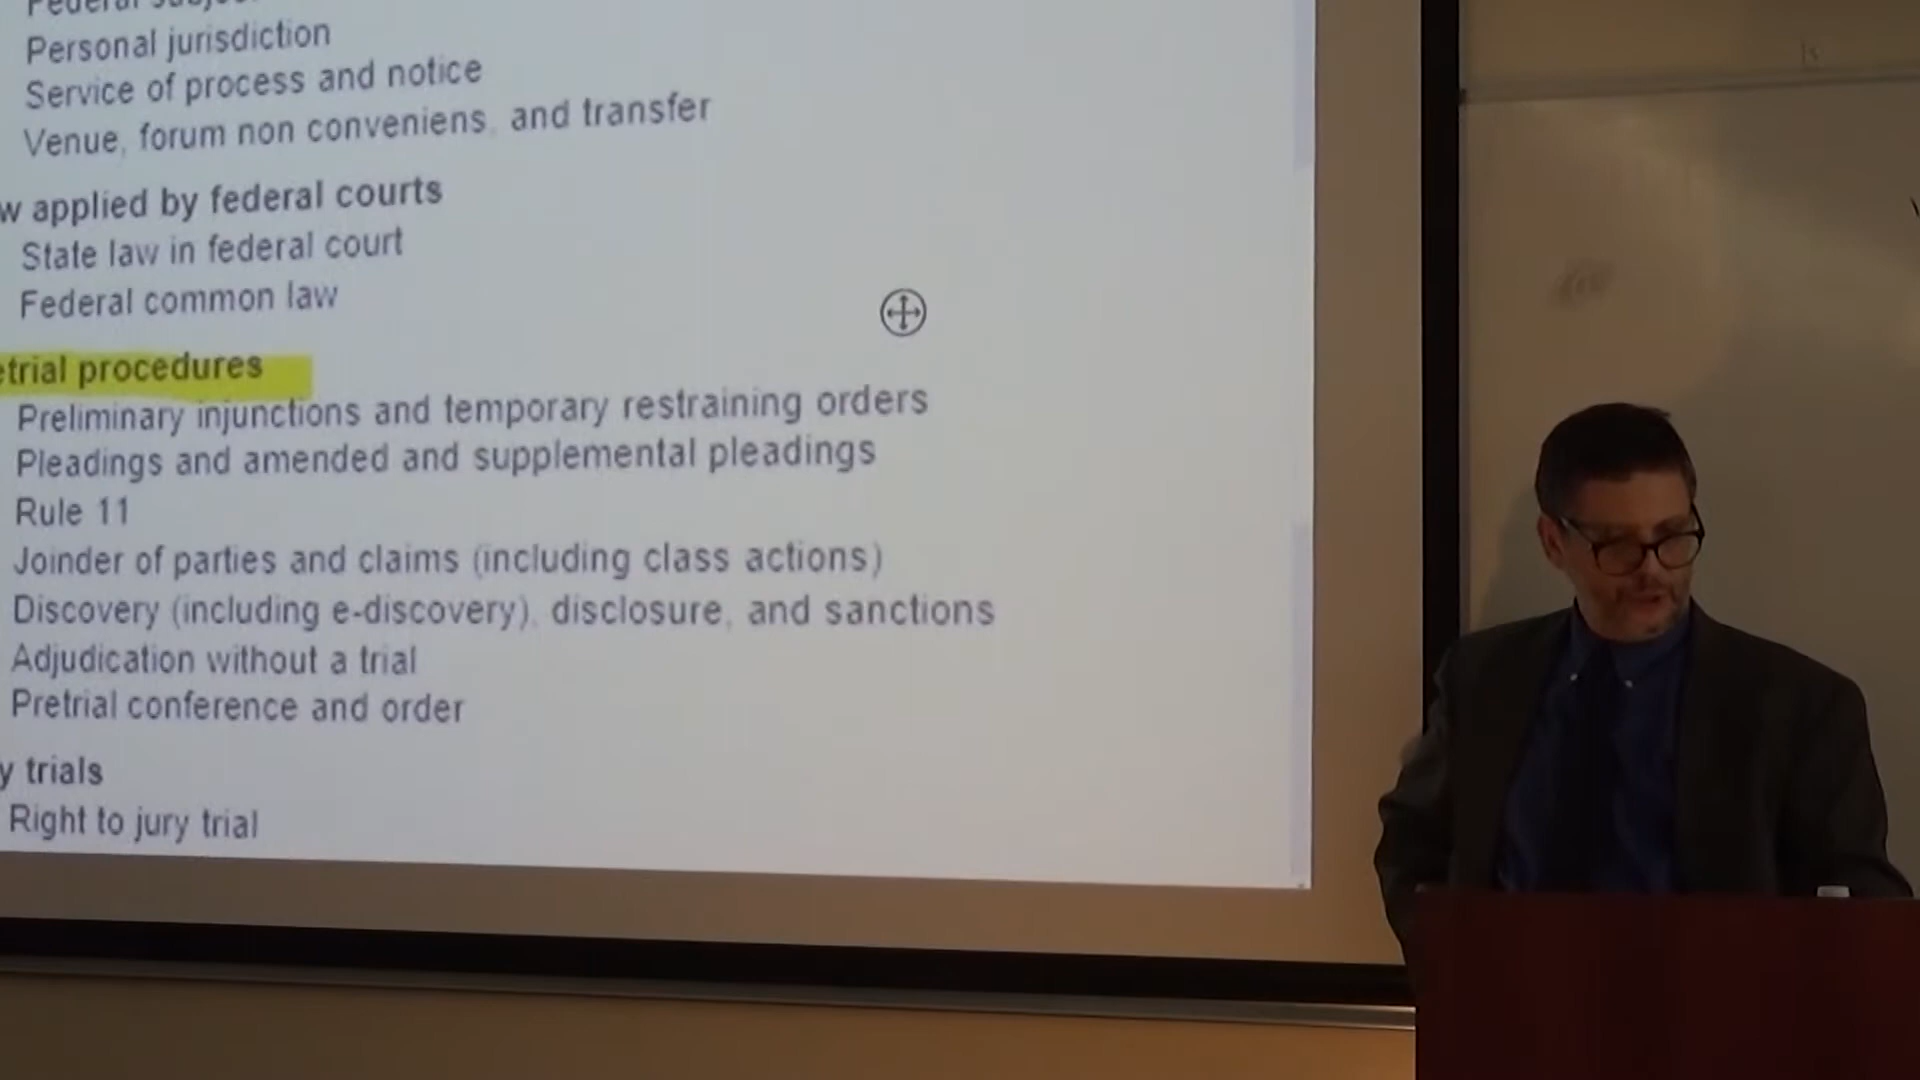 Federal
Personal jurisdiction
Service of process and notice
Venue, forum non conveniens, and transfer
w applied by federal courts
State law in federal court
Federal common law
etrial procedures
Preliminary injunctions and temporary restraining orders
Pleadings and amended and supplemental pleadings
Rule 11
Joinder of parties and claims (including class actions)
Discovery (including e-discovery), disclosure, and sanctions
Adjudication without a trial
Pretrial conference and order
y trials
Right to jury trial